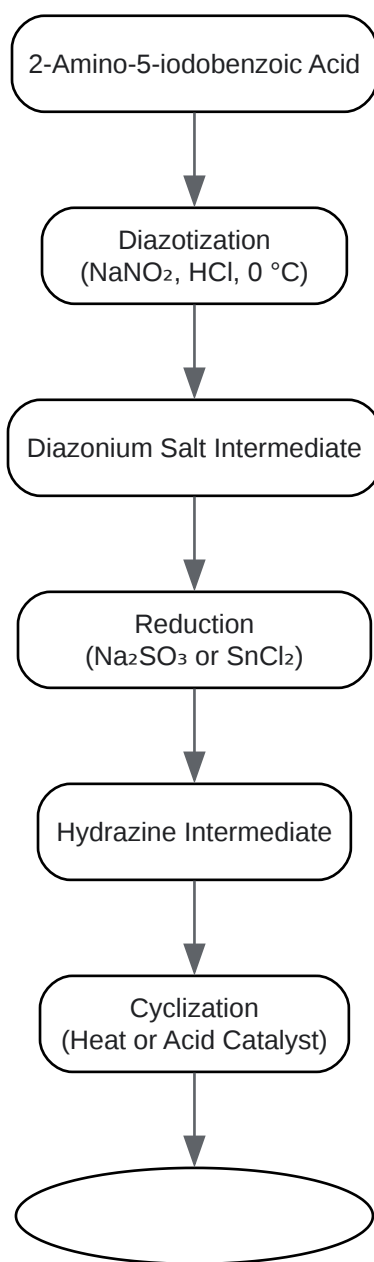 2-Amino-5-iodobenzoic Acid
Diazotization
(NaNO₂, HCl, 0 °C)
Diazonium Salt Intermediate
Reduction
(Na₂SO₃ or SnCl₂)
Hydrazine Intermediate
Cyclization
(Heat or Acid Catalyst)